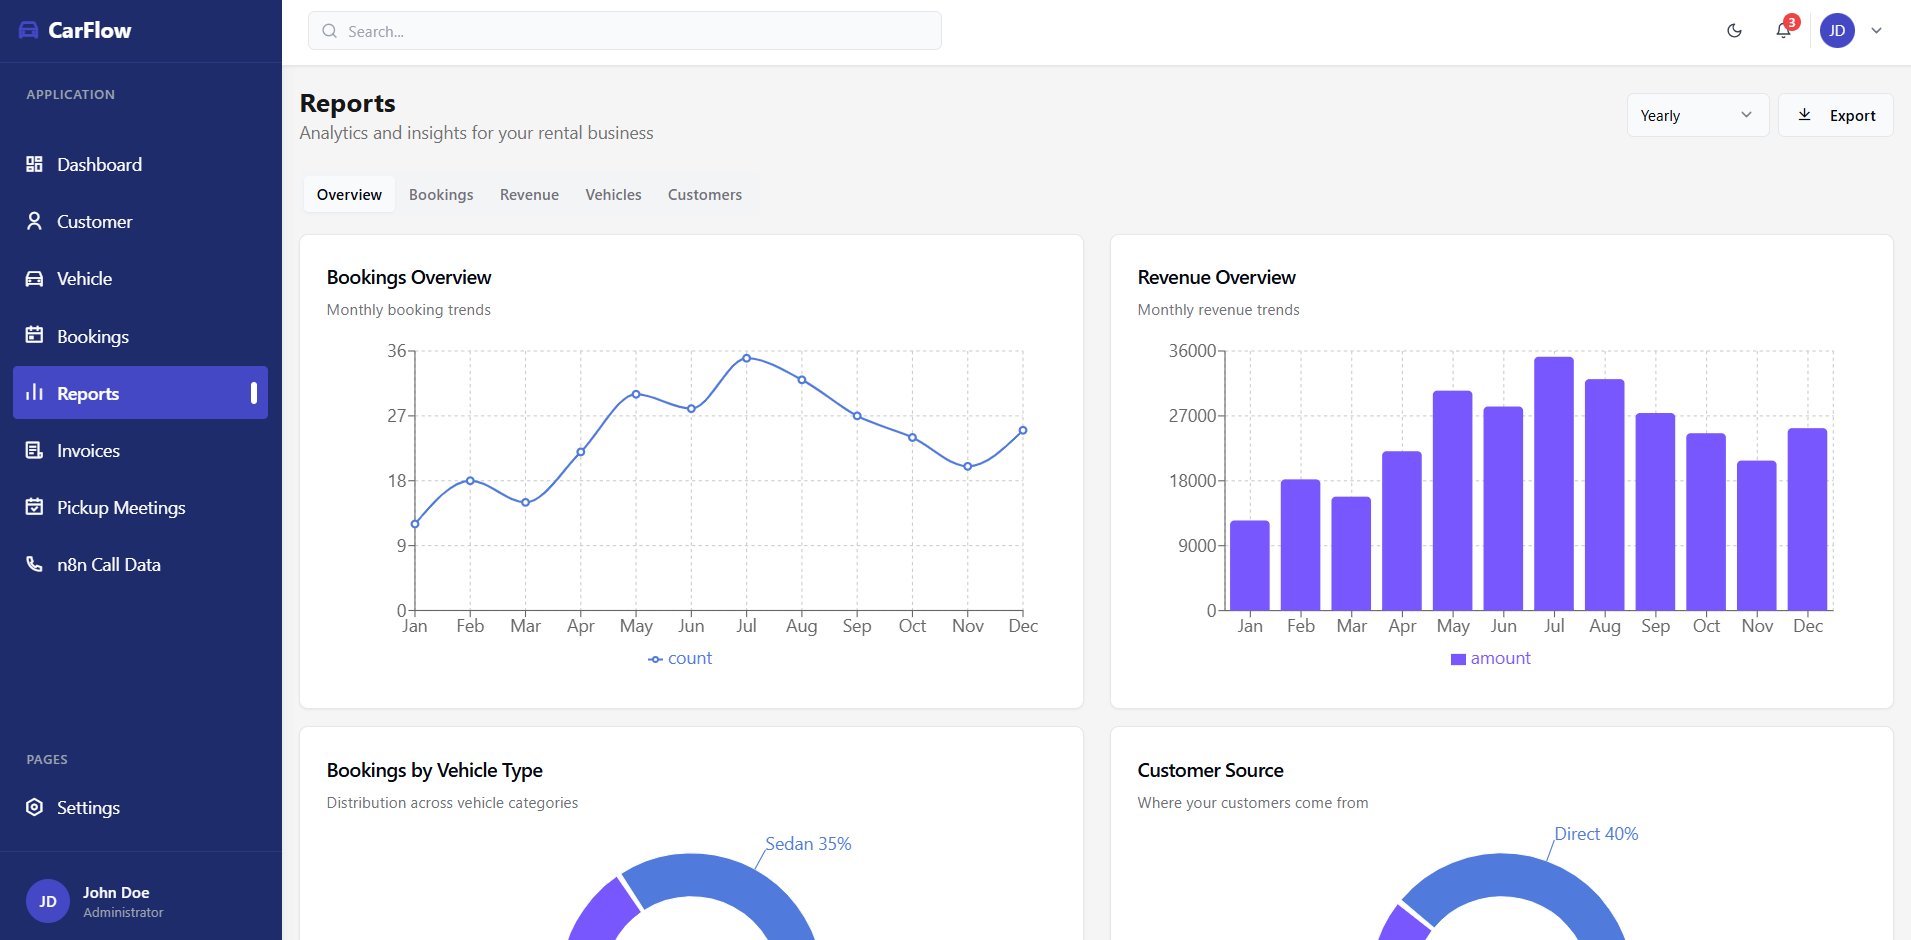 CarFlow
Search...
3
JD
APPLICATION
Dashboard
Customer
Vehicle
Bookings
Reports
Invoices
Pickup Meetings
n8n Call Data
PAGES
Settings
JD
John Doe
Administrator
Reports
Analytics and insights for your rental business
Yearly
Export
Overview Bookings Revenue Vehicles Customers
Bookings Overview
Monthly booking trends
36
27
18
9
0
Jan Feb Mar Apr May Jun Jul Aug Sep Oct Nov Dec
count
Revenue Overview
Monthly revenue trends
36000
27000
18000
9000
0
Jan Feb Mar Apr May Jun Jul Aug Sep Oct Nov Dec
amount
Bookings by Vehicle Type
Distribution across vehicle categories
Sedan 35%
Customer Source
Where your customers come from
Direct 40%